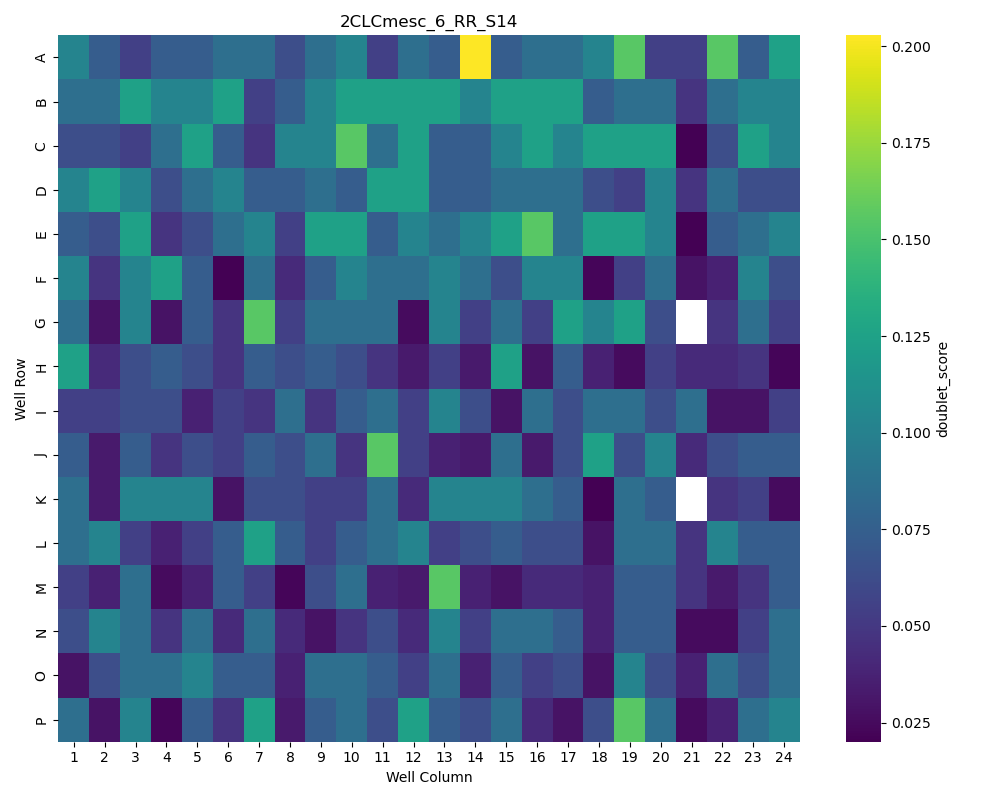 2CLCmesc_6_RR_S14
A
B
C
D
E
F
G
H
I
J
K
L
M
N
O
P
Well Row
1 2 3 4 5 6 7 8 9 10 11 12 13 14 15 16 17 18 19 20 21 22 23 24
Well Column
0.200
0.175
0.150
0.125
0.100
0.075
0.050
0.025
doublet_score